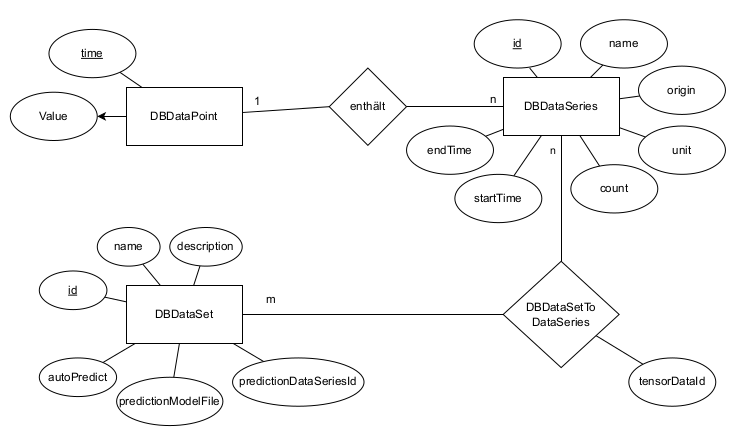 time
Value
DBDataPoint
1
enthält
n
DBDataSeries
id
name
origin
unit
count
startTime
endTime
n
DBDataSetTo
DataSeries
tensorDataId
m
DBDataSet
name
description
id
autoPredict
predictionModelFile
predictionDataSeriesId